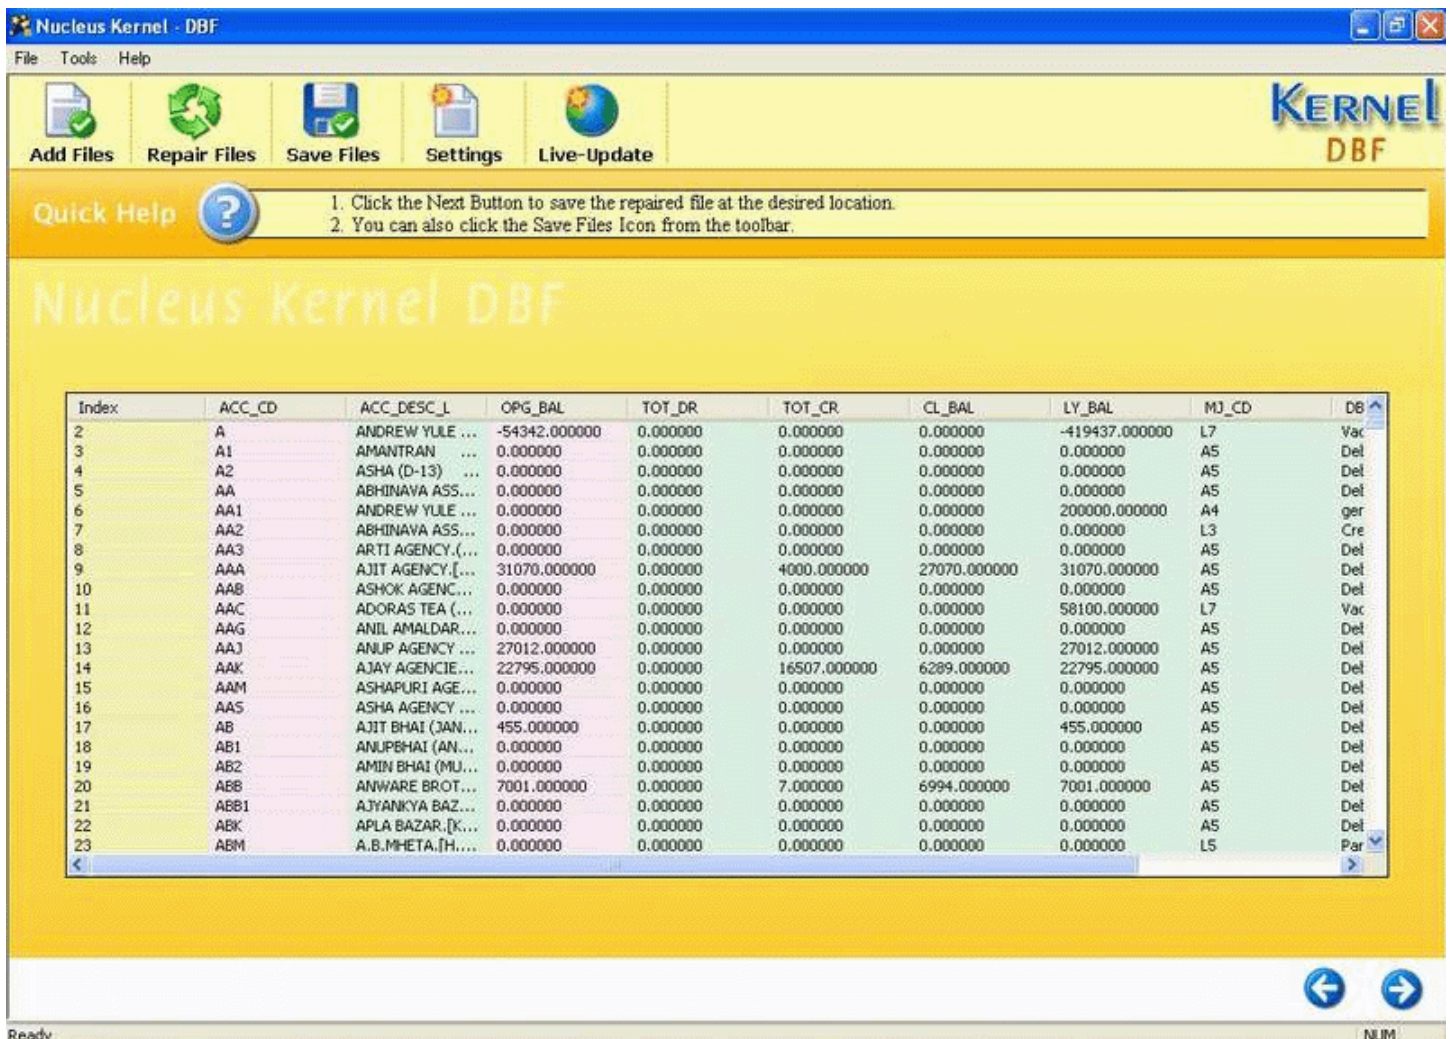 Nucleus Kernel - DBF
File Tools Help
Add Files Repair Files Save Files Settings Live-Update
KERNEL
DBF
Quick Help ? 1. Click the Next Button to save the repaired file at the desired location.
2. You can also click the Save Files Icon from the toolbar.
Nucleus Kernel DBF
Index ACC_CD ACC_DESC_L OPG_BAL TOT_DR TOT_CR CL_BAL LY_BAL MJ_CD DB
2 A ANDREW YULE ... -54342.000000 0.000000 0.000000 0.000000 -419437.000000 L7 Vac
3 A1 AMANTRAN ... 0.000000 0.000000 0.000000 0.000000 0.000000 A5 Del
4 A2 ASHA (D-13) ... 0.000000 0.000000 0.000000 0.000000 0.000000 A5 Del
5 AA ABHINAVA ASS... 0.000000 0.000000 0.000000 0.000000 0.000000 A5 Del
6 AA1 ANDREW YULE ... 0.000000 0.000000 0.000000 0.000000 200000.000000 A4 ger
7 AA2 ABHINAVA ASS... 0.000000 0.000000 0.000000 0.000000 0.000000 L3 Cre
8 AA3 ARTI AGENCY.(... 0.000000 0.000000 0.000000 0.000000 0.000000 A5 Del
9 AAA AJIT AGENCY.[... 31070.000000 0.000000 4000.000000 27070.000000 31070.000000 A5 Del
10 AAB ASHOK AGENC... 0.000000 0.000000 0.000000 0.000000 0.000000 A5 Del
11 AAC ADORAS TEA (... 0.000000 0.000000 0.000000 0.000000 58100.000000 L7 Vac
12 AAG ANIL AMALDAR... 0.000000 0.000000 0.000000 0.000000 0.000000 A5 Del
13 AAJ ANUP AGENCY ... 27012.000000 0.000000 0.000000 0.000000 27012.000000 A5 Del
14 AAK AJAY AGENCIE... 22795.000000 0.000000 16507.000000 6289.000000 22795.000000 A5 Del
15 AAM ASHAPURI AGE... 0.000000 0.000000 0.000000 0.000000 0.000000 A5 Del
16 AAS ASHA AGENCY ... 0.000000 0.000000 0.000000 0.000000 0.000000 A5 Del
17 AB AJIT BHAI (JAN... 455.000000 0.000000 0.000000 0.000000 455.000000 A5 Del
18 AB1 ANUPBHAI (AN... 0.000000 0.000000 0.000000 0.000000 0.000000 A5 Del
19 AB2 AMIN BHAI (MU... 0.000000 0.000000 0.000000 0.000000 0.000000 A5 Del
20 ABB ANWARE BROT... 7001.000000 0.000000 7.000000 6994.000000 7001.000000 A5 Del
21 ABB1 AJYANKYA BAZ... 0.000000 0.000000 0.000000 0.000000 0.000000 A5 Del
22 ABK APLA BAZAR.[K... 0.000000 0.000000 0.000000 0.000000 0.000000 A5 Del
23 ABM A.B.MHETA.[H.... 0.000000 0.000000 0.000000 0.000000 0.000000 L5 Par
Ready NUM